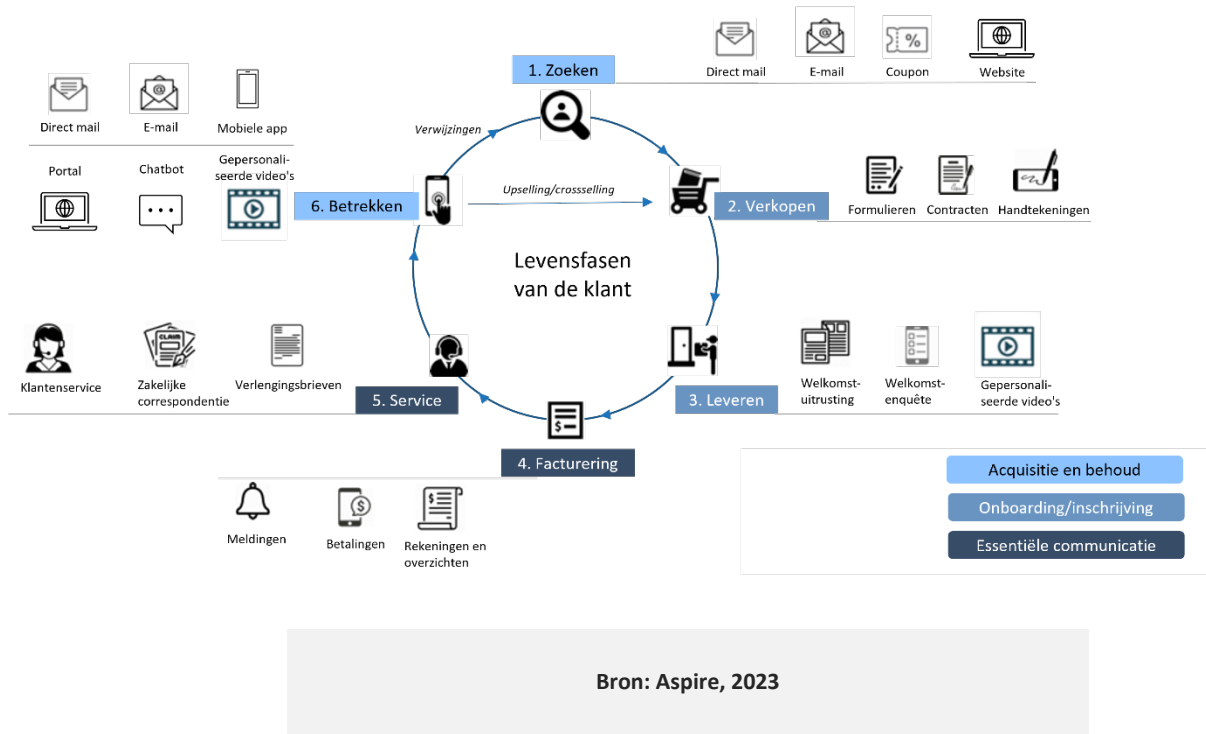 1. Zoeken
Direct mail
E-mail
Coupon
Website
Direct mail
E-mail
Mobiele app
Verwijzingen
Portal
Chatbot
Gepersonali-
seerde video's
6. Betrekken
Upselling/crossselling
2. Verkopen
Formulieren
Contracten
Handtekeningen
Levensfasen
van de klant
Klantenservice
CLAIM
Zakelijke
correspondentie
Verlengingsbrieven
5. Service
3. Leveren
Welkomst-
uitrusting
Welkomst-
enquête
Gepersonali-
seerde video's
4. Facturering
Meldingen
Betalingen
Rekeningen en
overzichten
Acquisitie en behoud
Onboarding/inschrijving
Essentiële communicatie
Bron: Aspire, 2023